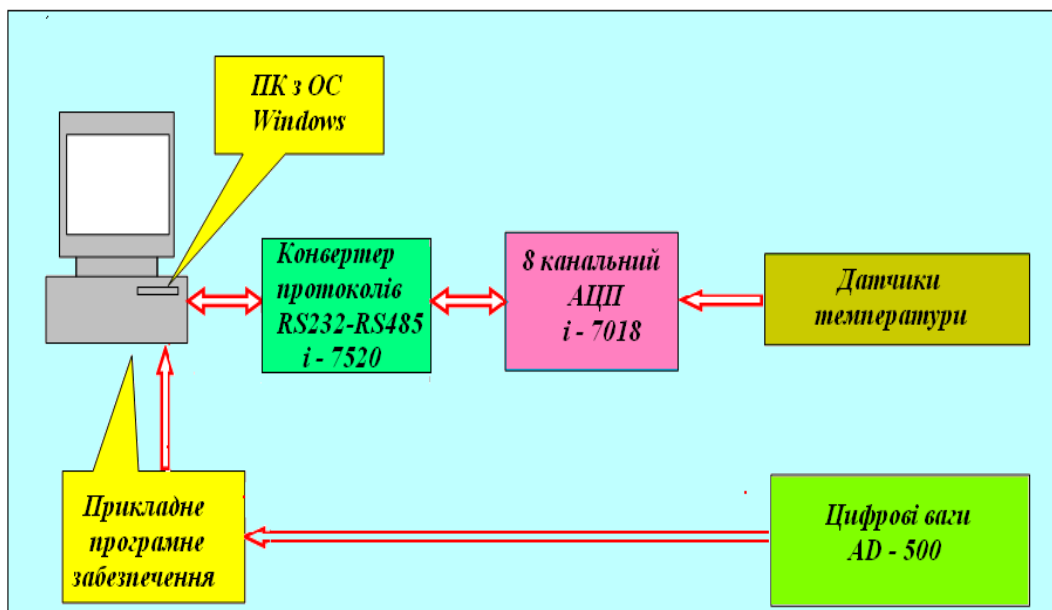 ПК з ОС
Windows
Конвертер
протоколів
RS232-RS485
і - 7520
8 канальний
АЦП
і - 7018
Датчики
температури
Прикладне
програмне
забезпечення
Цифрові ваги
AD - 500